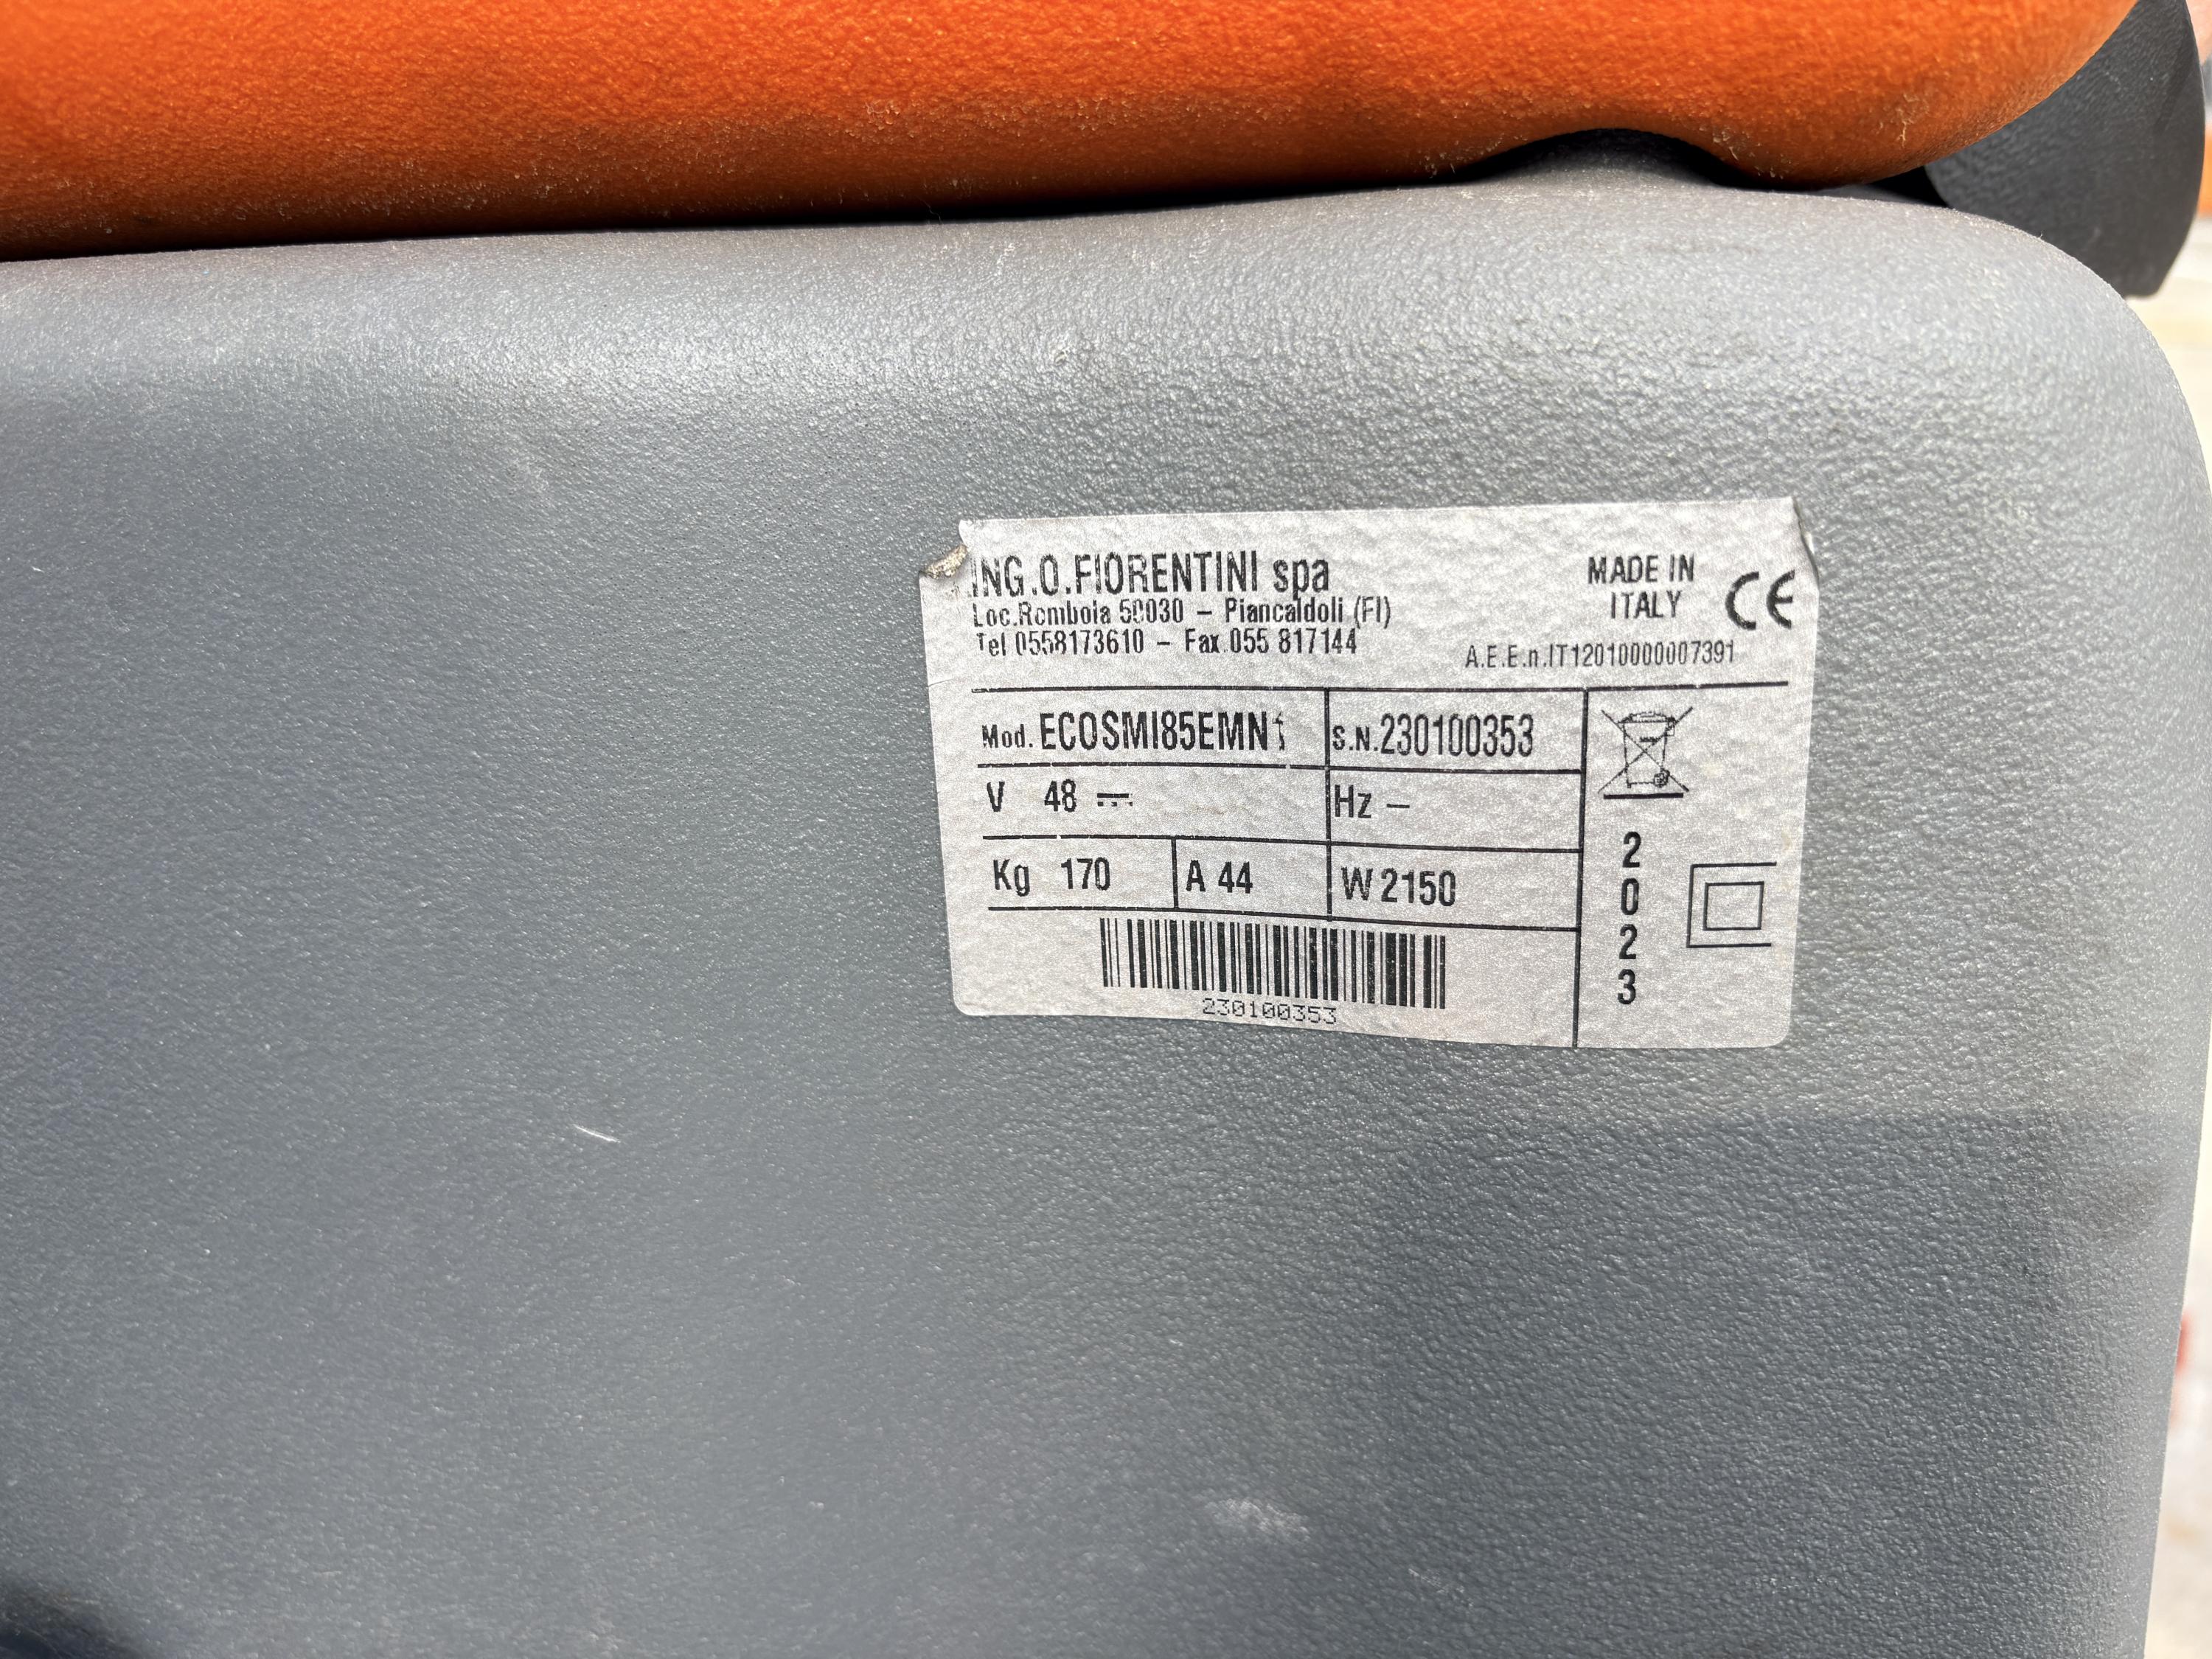 ING.O.FIORENTINI spa
Loc.Rombola 50030 – Piancaldoli (FI)
Tel 0558173610 – Fax.055 817144
MADE IN
ITALY
CE
A.E.E.n.IT12010000007391
Mod. ECOSMI85EMN1
S.N.230100353
V 48
Hz –
Kg 170
A 44
W 2150
2023
230100353